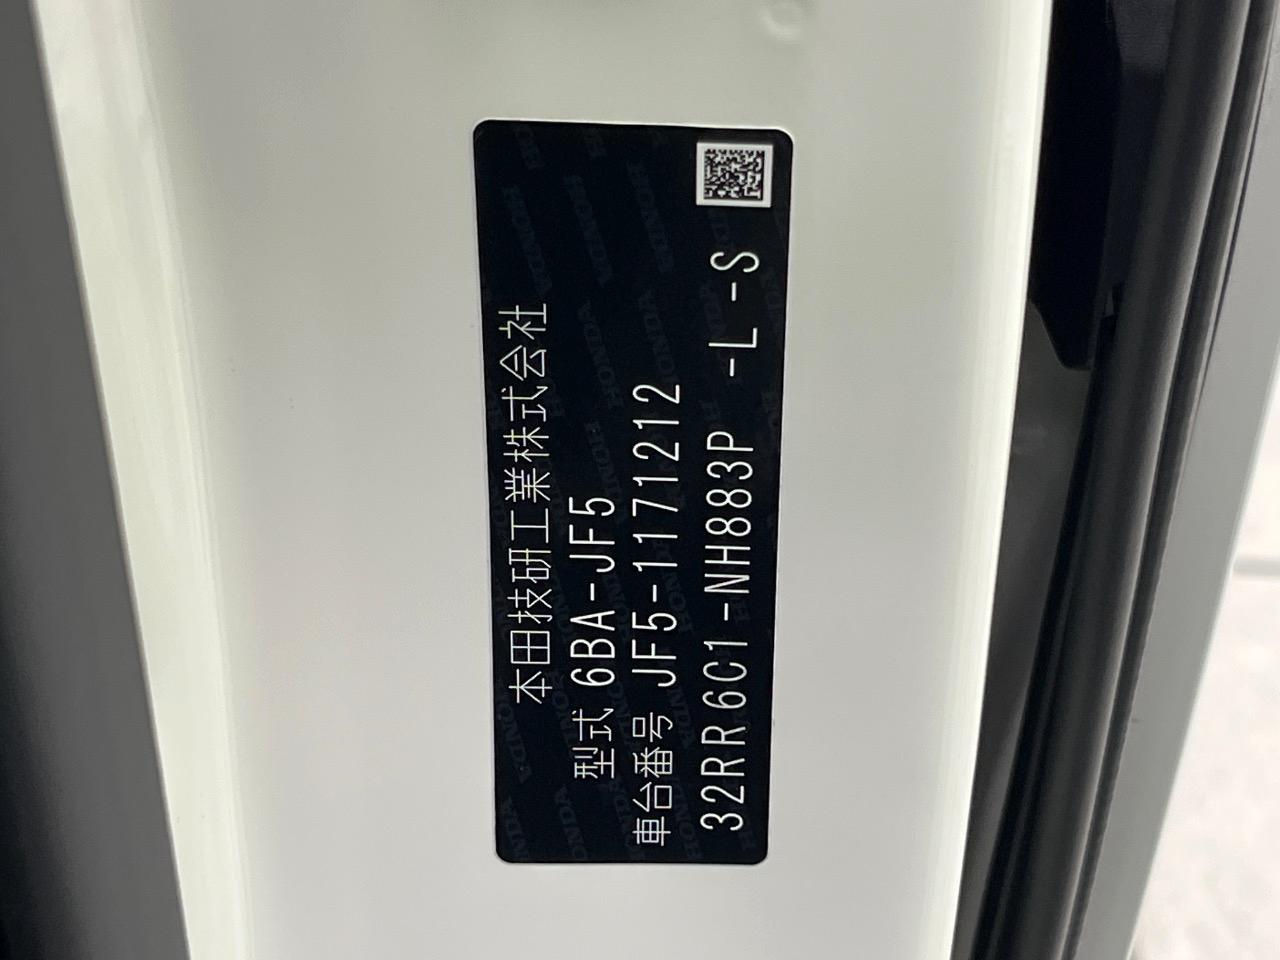 本田技研工業株式会社
型式 6BA-JF5
車台番号 JF5-1171212
32RR6C1-NH883P -L-S